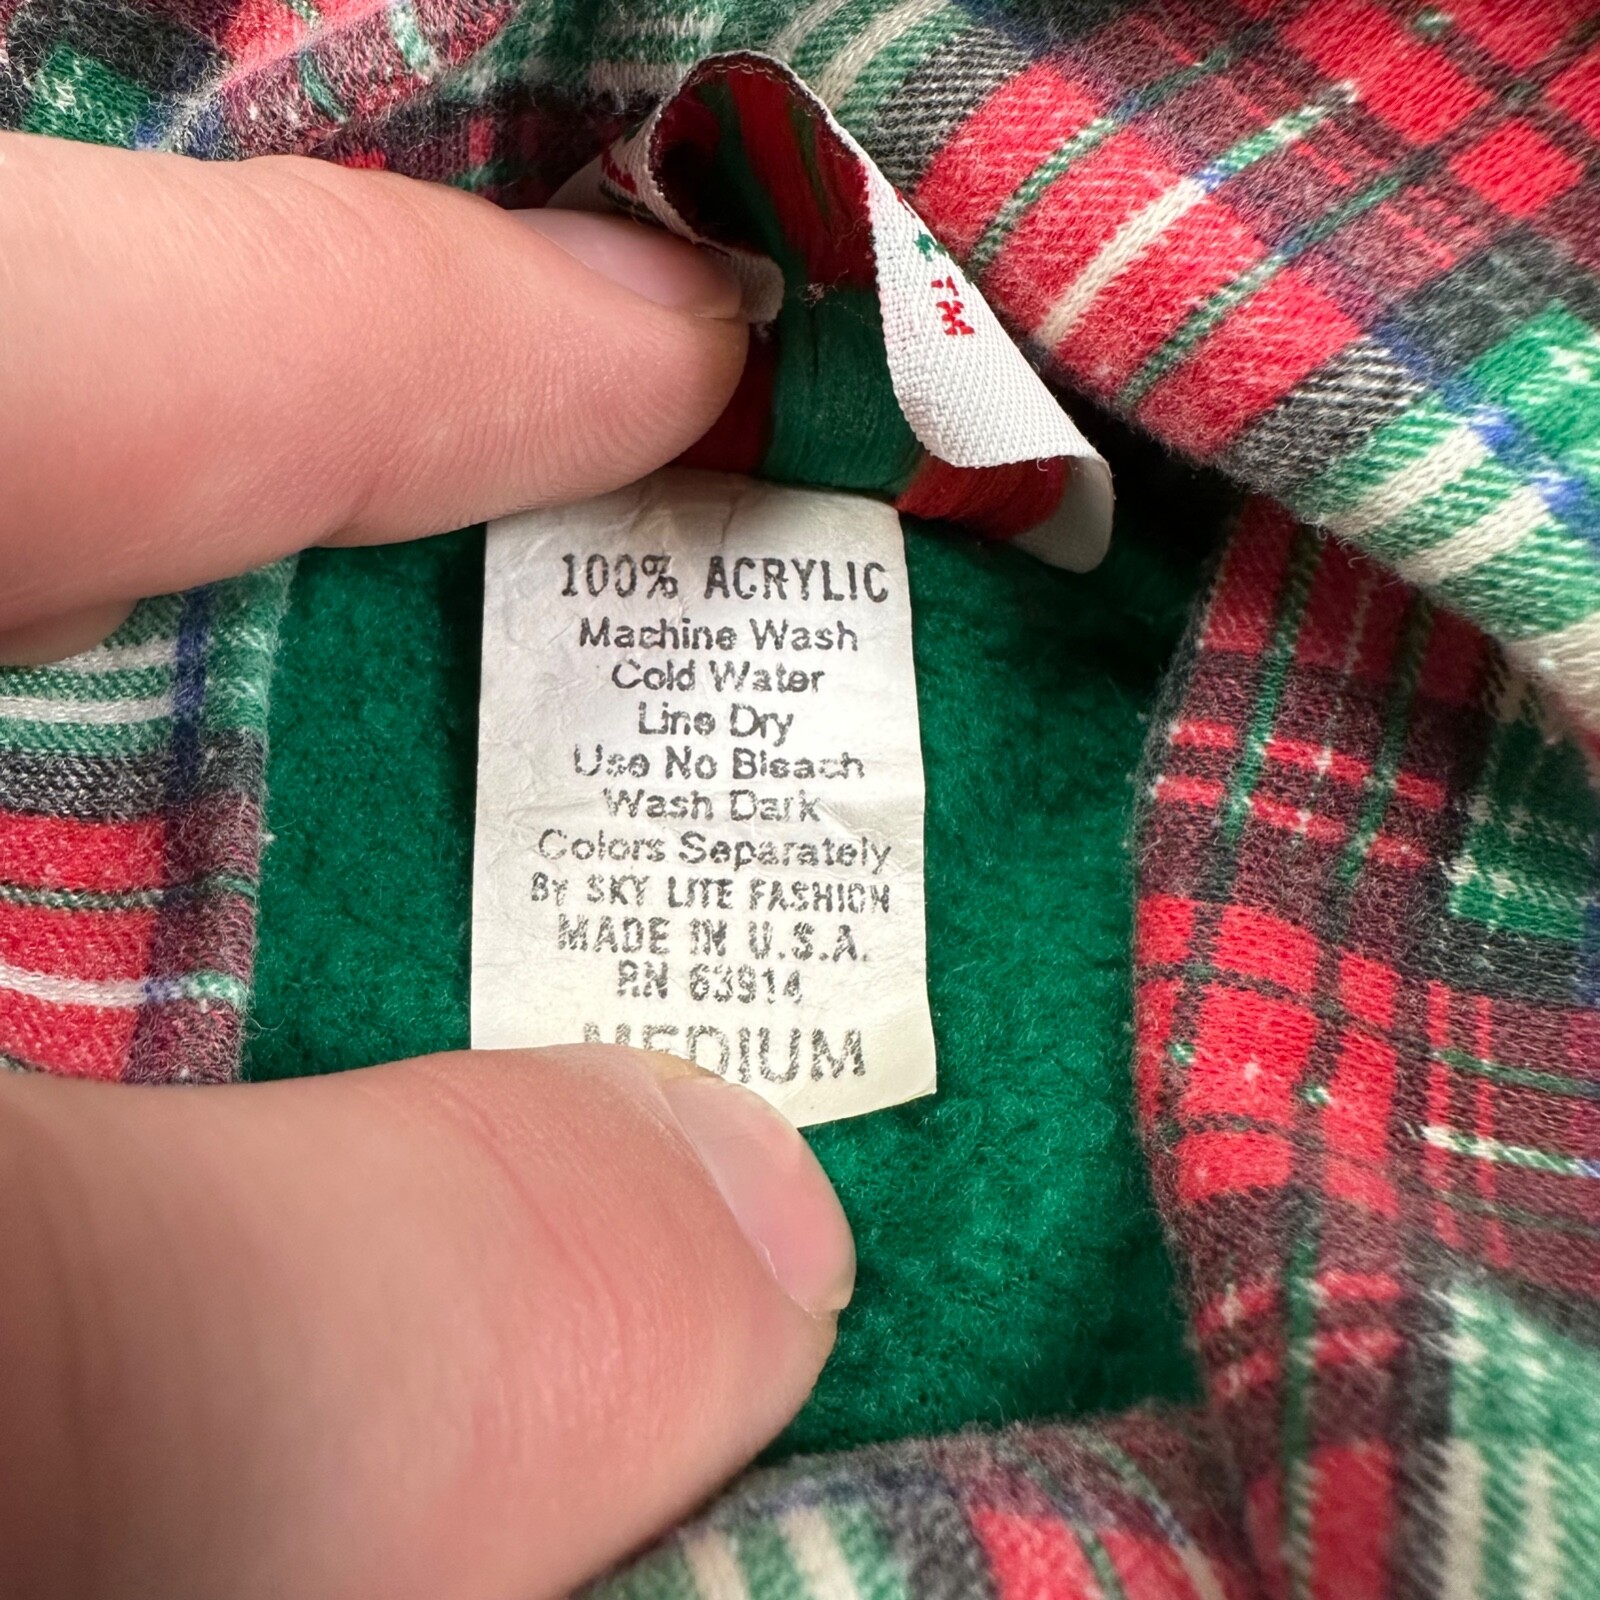 100% ACRYLIC
Machine Wash
Cold Water
Line Dry
Use No Bleach
Wash Dark
Colors Separately
BY SKY LITE FASHION
MADE IN U.S.A.
RN 63914
MEDIUM